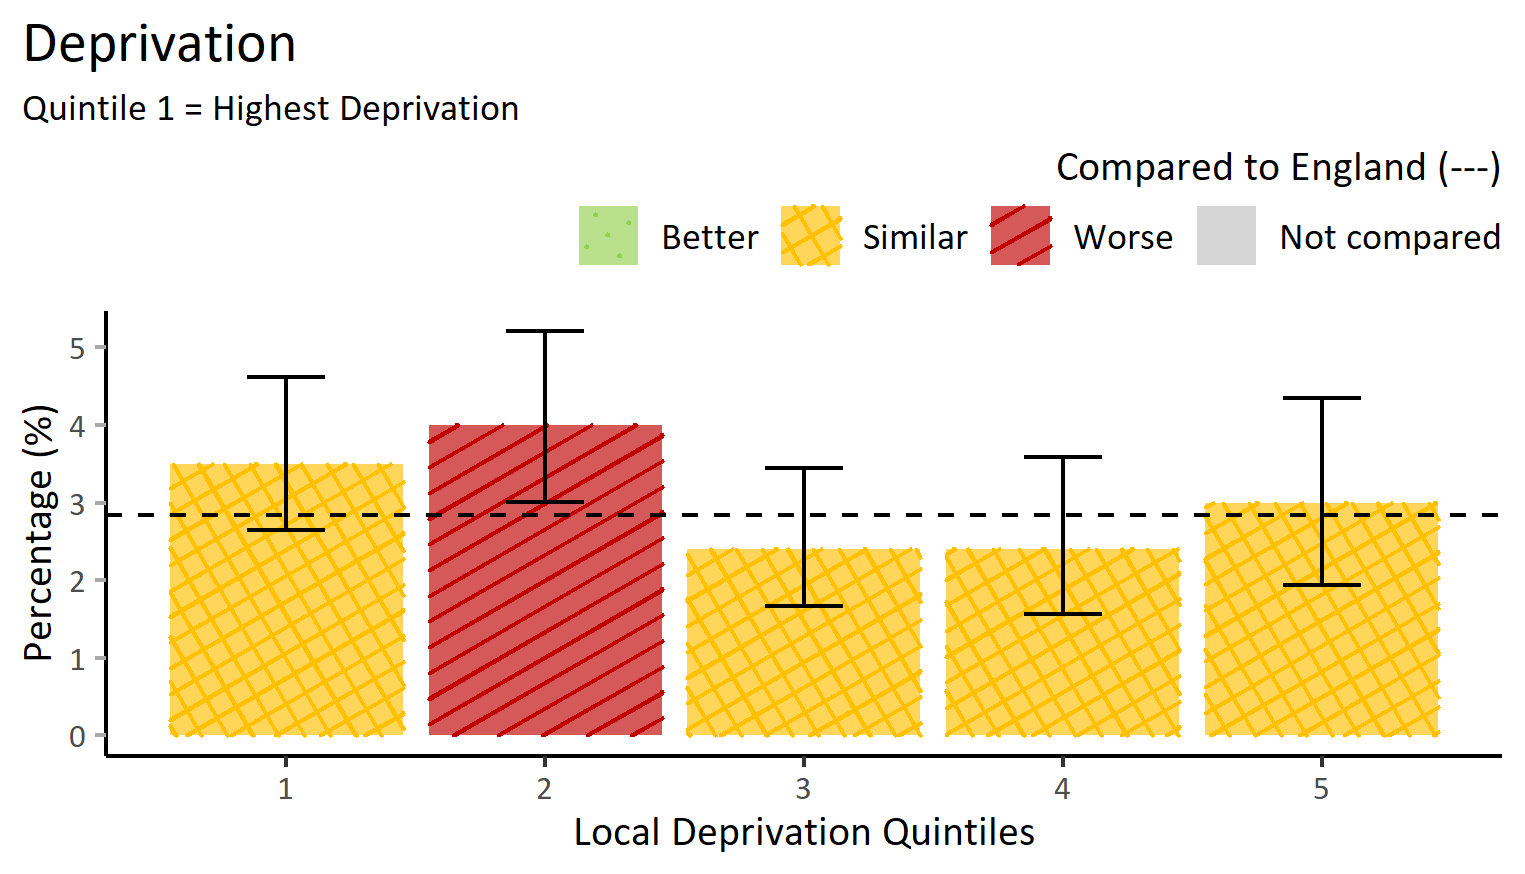 Deprivation
Quintile 1 = Highest Deprivation
Compared to England (---)
Better Similar Worse Not compared
Percentage (%)
5
4
3
2
1
0
1 2 3 4 5
Local Deprivation Quintiles